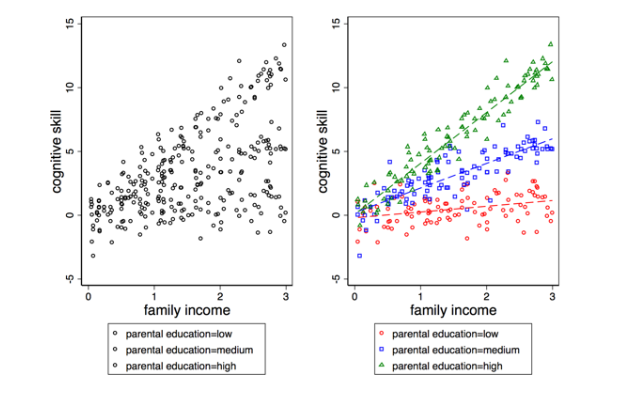 15
10
5
0
-5
cognitive skill
0 1 2 3
family income
parental education=low
parental education=medium
parental education=high
15
10
5
0
-5
cognitive skill
0 1 2 3
family income
parental education=low
parental education=medium
parental education=high